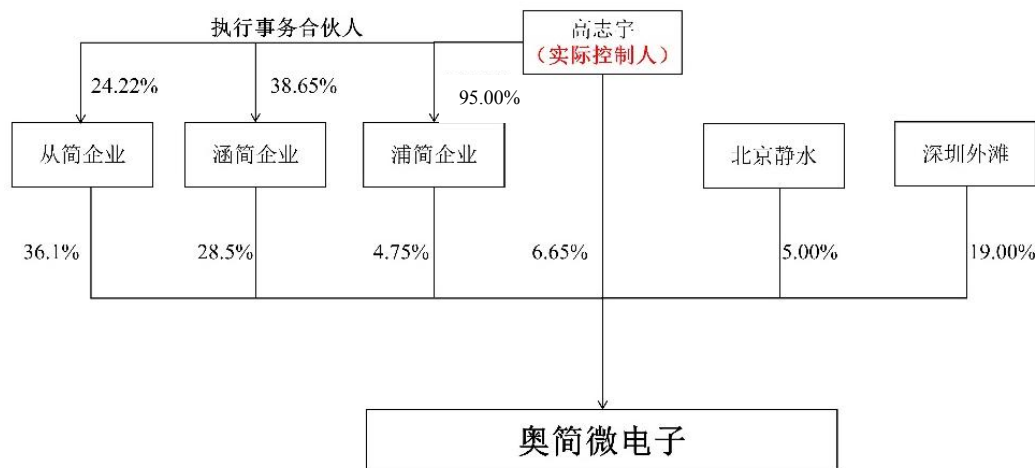 执行事务合伙人
高志宇
（实际控制人）
24.22%
38.65%
95.00%
从简企业
涵简企业
浦简企业
北京静水
深圳外滩
36.1%
28.5%
4.75%
6.65%
5.00%
19.00%
奥简微电子